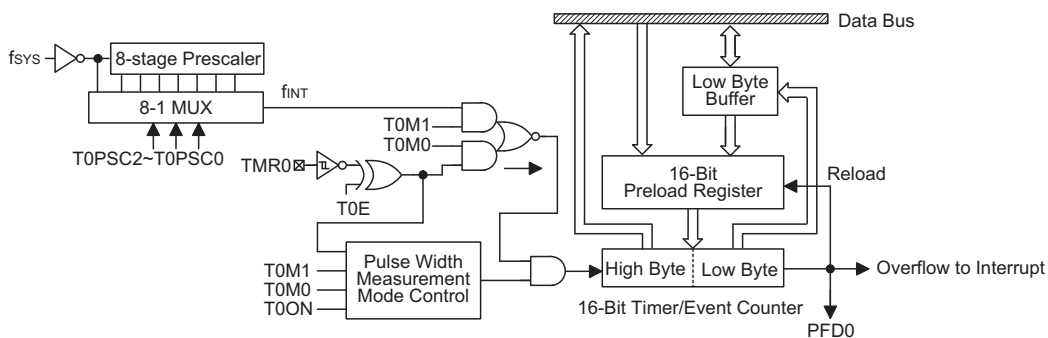 Data Bus
fSYS
8-stage Prescaler
8-1 MUX
T0PSC2~T0PSC0
fINT
T0M1
T0M0
TMR0
T0E
Low Byte
Buffer
16-Bit
Preload Register
Reload
T0M1
T0M0
T0ON
Pulse Width
Measurement
Mode Control
High Byte
Low Byte
Overflow to Interrupt
16-Bit Timer/Event Counter
PFD0